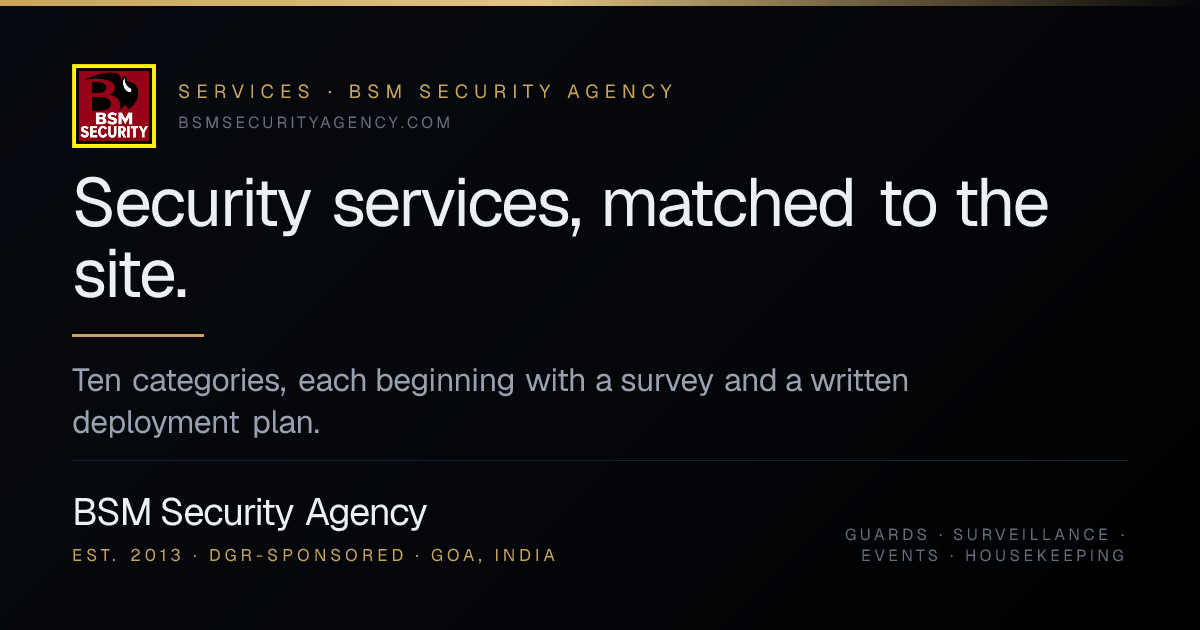 BSM
SECURITY
SERVICES · BSM SECURITY AGENCY
BSMSECURITYAGENCY.COM
Security services, matched to the
site.
Ten categories, each beginning with a survey and a written
deployment plan.
BSM Security Agency
EST. 2013 · DGR-SPONSORED · GOA, INDIA
GUARDS · SURVEILLANCE ·
EVENTS · HOUSEKEEPING